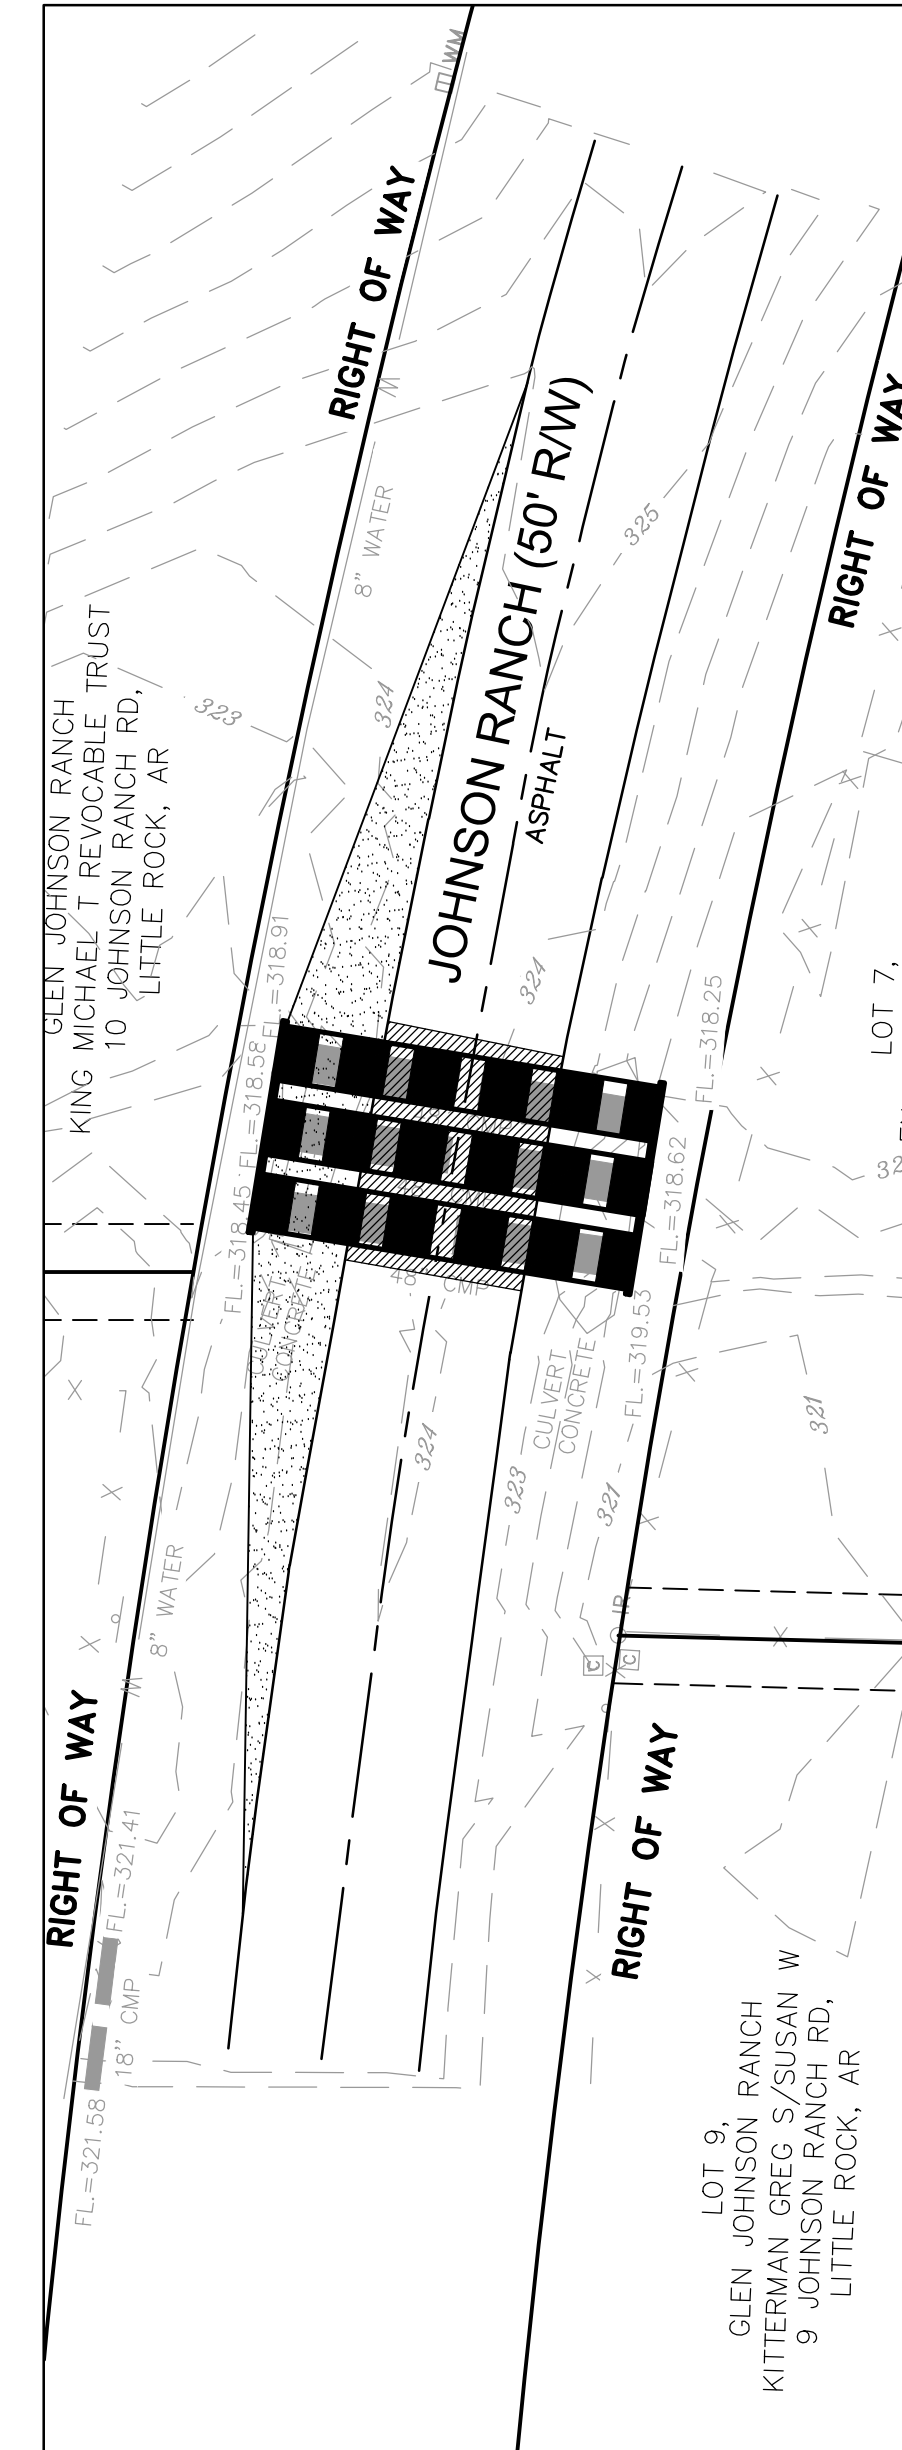 WM
RIGHT OF WAY
W
JOHNSON RANCH (50' R/W)
RIGHT OF WAY
8" WATER
325
GLEN JOHNSON RANCH
KING MICHAEL T REVOCABLE TRUST
10 JOHNSON RANCH RD,
LITTLE ROCK, AR
323
324
ASPHALT
324
LOT 7,
FL.=318.91
FL.=318.58
FL.=318.45
FL.=318.25
FL.=318.62
FL.=319.53
48" CMP
CULVERT
CONCRETE
CULVERT
CONCRETE
324
323
321
321
8" WATER
W
IR
C
C
RIGHT OF WAY
RIGHT OF WAY
FL.=321.41
18" CMP
FL.=321.58
LOT 9,
GLEN JOHNSON RANCH
KITTERMAN GREG S/SUSAN W
9 JOHNSON RANCH RD,
LITTLE ROCK, AR